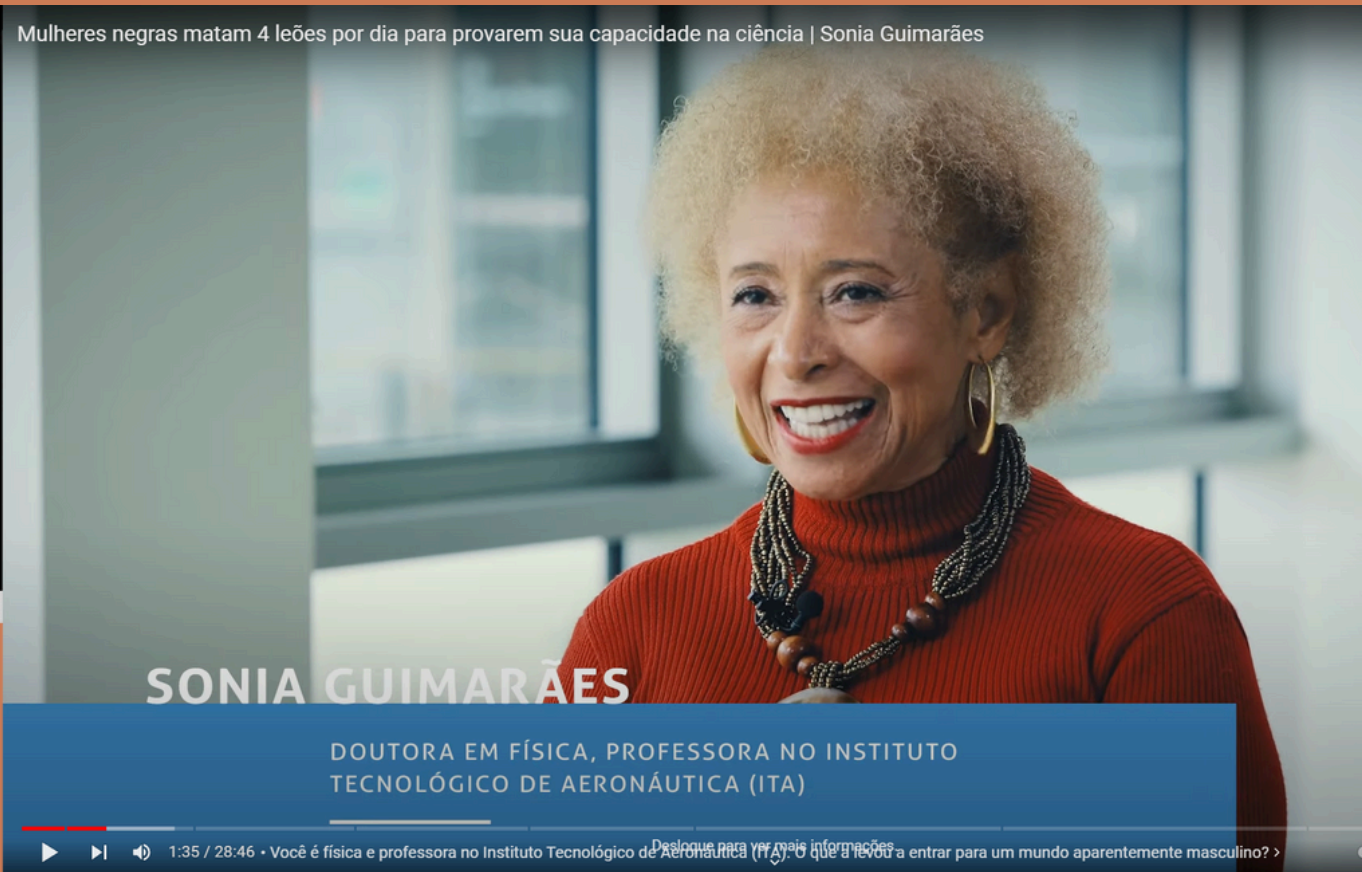 Mulheres negras matam 4 leões por dia para provarem sua capacidade na ciência | Sonia Guimarães
SONIA GUIMARÃES
DOUTORA EM FÍSICA, PROFESSORA NO INSTITUTO
TECNOLÓGICO DE AERONÁUTICA (ITA)
Deslogue para ver mais informações.
1:35 / 28:46 • Você é física e professora no Instituto Tecnológico de Aeronáutica (ITA). O que a levou a entrar para um mundo aparentemente masculino? >